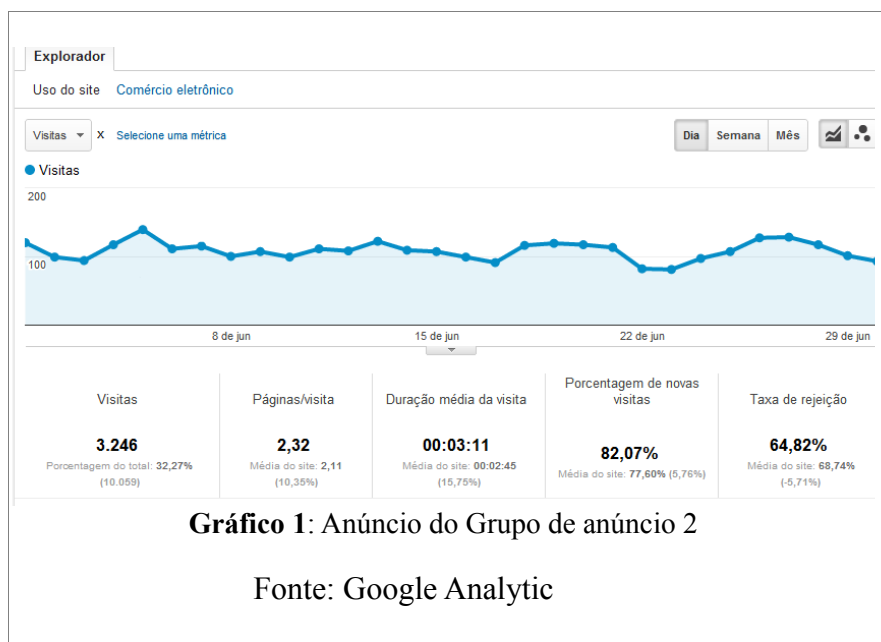 Explorador
Uso do site Comércio eletrônico
Visitas x Selecione uma métrica Dia Semana Mês
Visitas
200
100
8 de jun 15 de jun 22 de jun 29 de jun
Visitas Páginas/visita Duração média da visita Porcentagem de novas visitas Taxa de rejeição
3.246 2,32 00:03:11 82,07% 64,82%
Porcentagem do total: 32,27% Média do site: 2,11 Média do site: 00:02:45 Média do site: 77,60% (5,76%) Média do site: 68,74%
(10.059) (10,35%) (15,75%) (-5,71%)
Gráfico 1: Anúncio do Grupo de anúncio 2
Fonte: Google Analytic